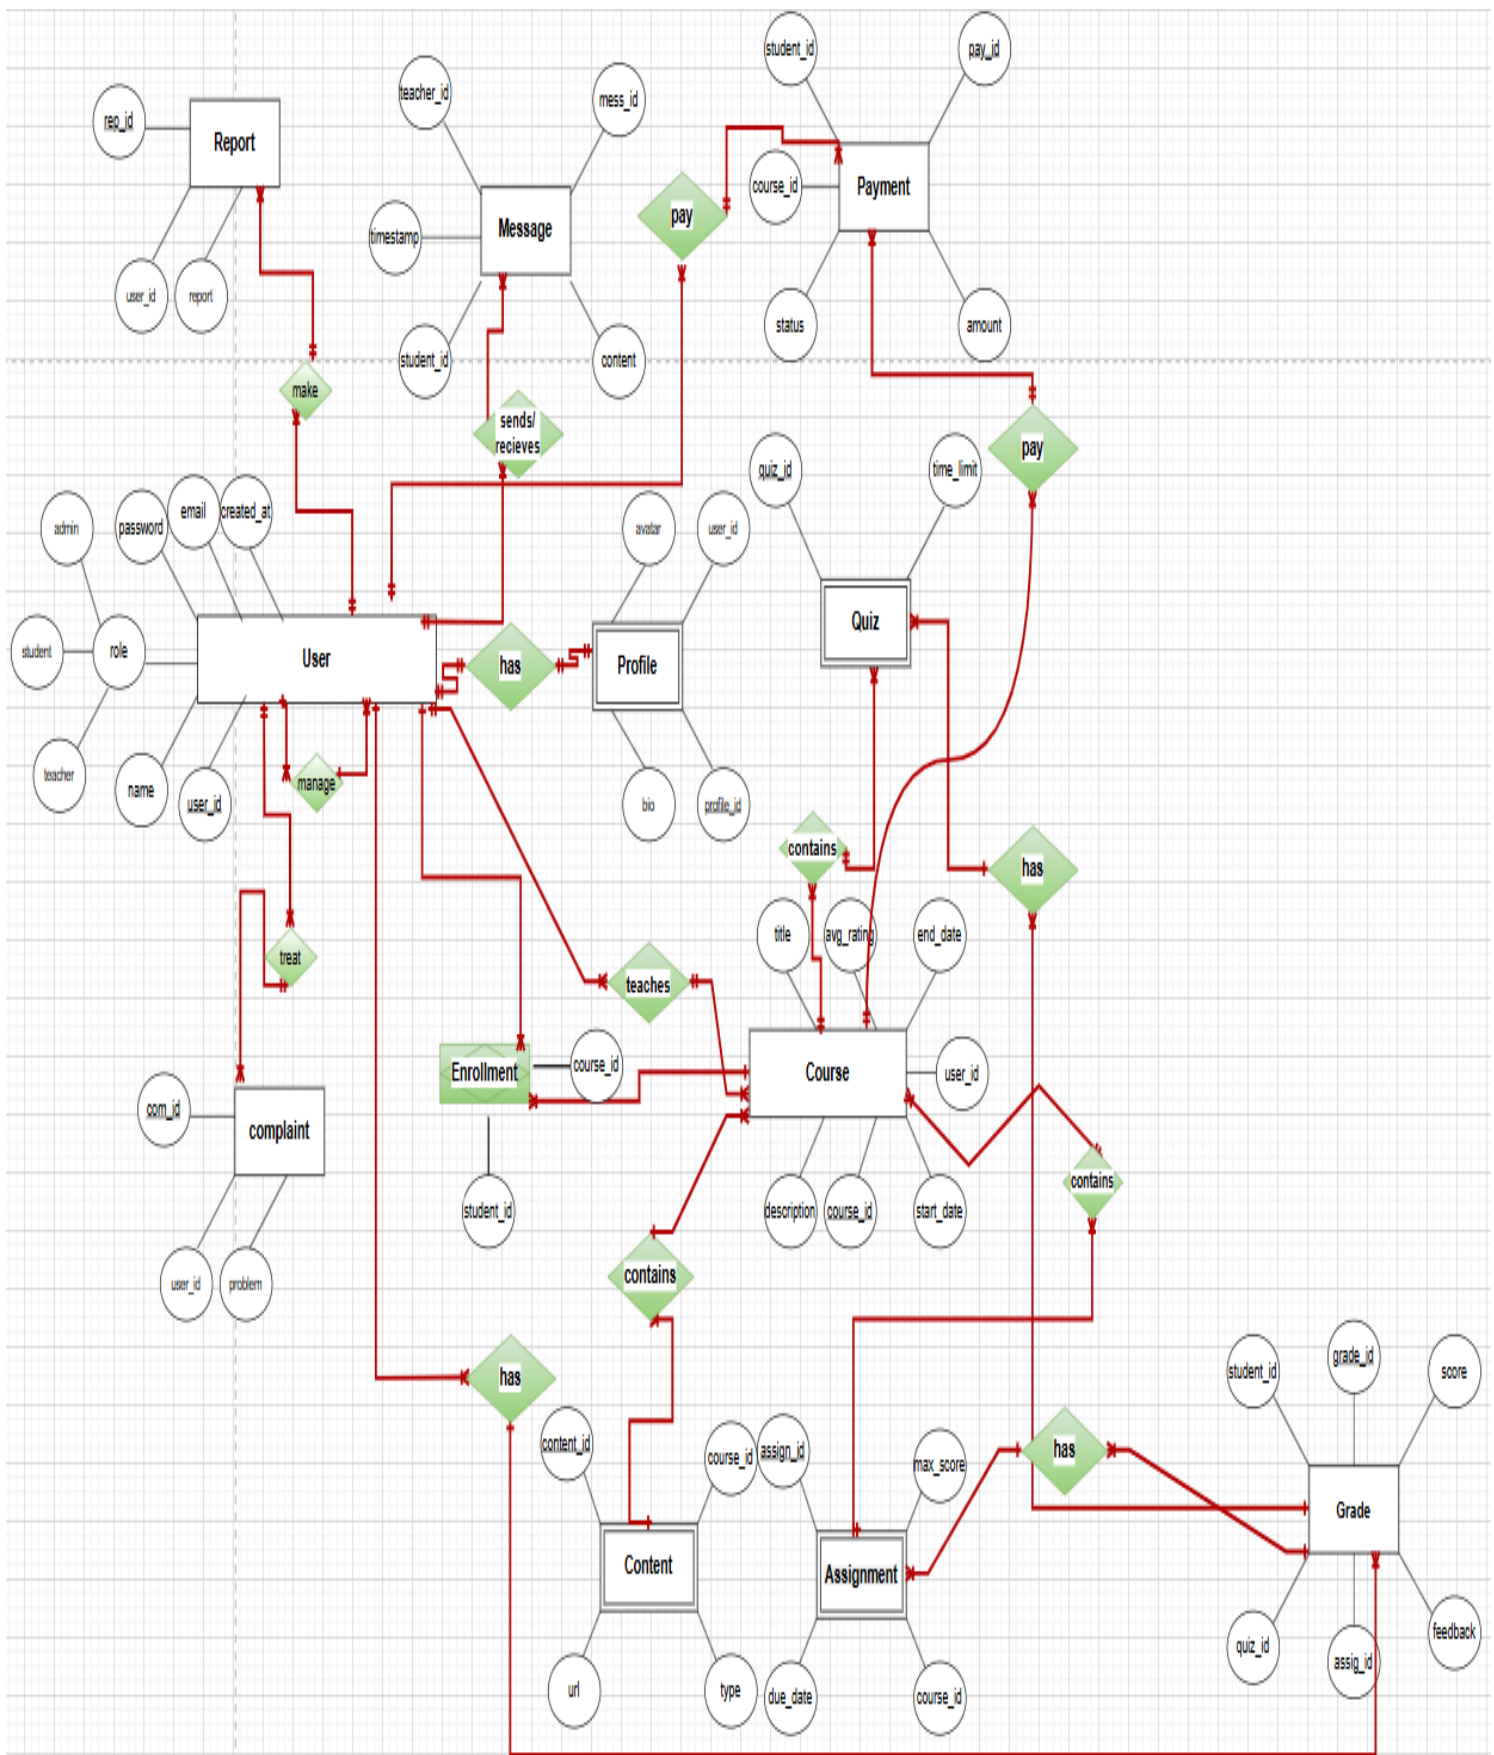 student_id
pay_id
teacher_id
mess_id
rep_id
Report
course_id
Payment
pay
Message
timestamp
user_id
report
status
amount
student_id
content
make
sends/
recieves
pay
quiz_id
time_limit
admin
password
email
created_at
avatar
user_id
student
role
User
has
Profile
Quiz
teacher
name
user_id
manage
bio
profile_id
contains
has
title
avg_rating
end_date
treat
teaches
Enrollment
course_id
Course
user_id
com_id
complaint
contains
student_id
description
course_id
start_date
user_id
problem
contains
has
student_id
grade_id
score
content_id
course_id
assign_id
max_score
has
Grade
Content
Assignment
quiz_id
assig_id
feedback
url
type
due_date
course_id